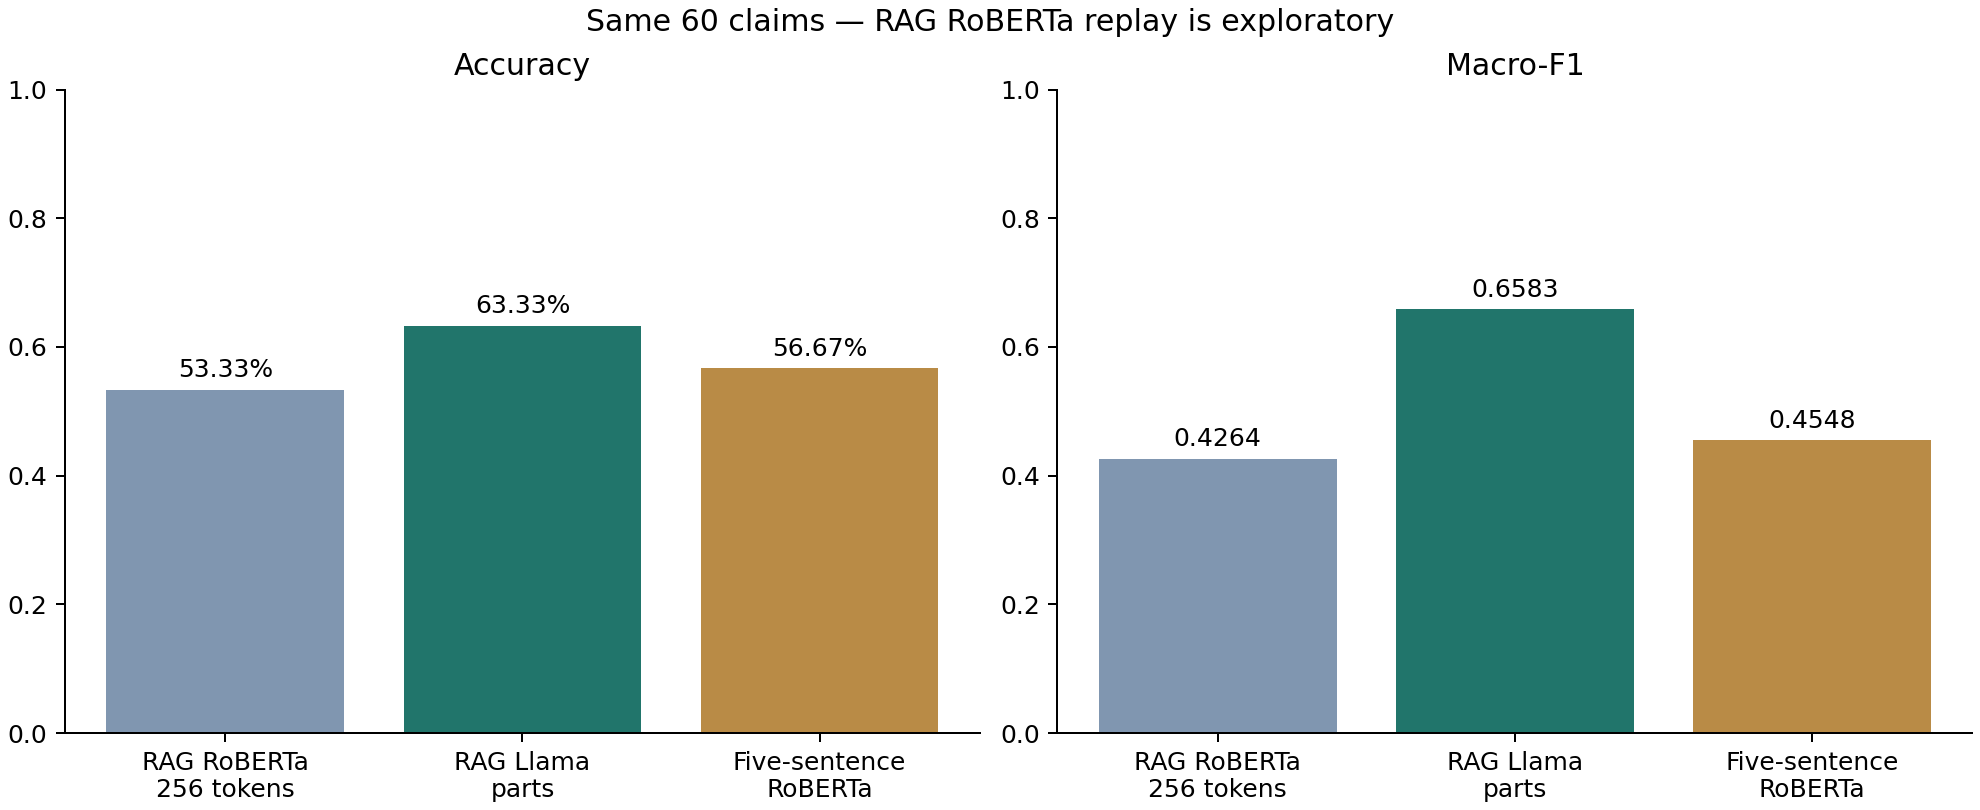 Same 60 claims — RAG RoBERTa replay is exploratory
Accuracy
1.0
0.8
0.6
0.4
0.2
0.0
53.33%
63.33%
56.67%
RAG RoBERTa
256 tokens
RAG Llama
parts
Five-sentence
RoBERTa
Macro-F1
1.0
0.8
0.6
0.4
0.2
0.0
0.4264
0.6583
0.4548
RAG RoBERTa
256 tokens
RAG Llama
parts
Five-sentence
RoBERTa